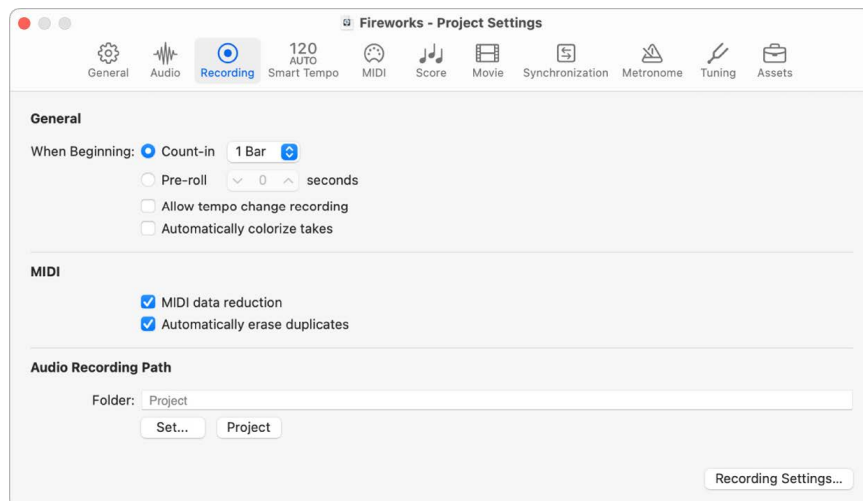 Fireworks - Project Settings
120
AUTO
General Audio Recording Smart Tempo MIDI Score Movie Synchronization Metronome Tuning Assets
General
When Beginning: Count-in 1 Bar
Pre-roll 0 seconds
Allow tempo change recording
Automatically colorize takes
MIDI
MIDI data reduction
Automatically erase duplicates
Audio Recording Path
Folder: Project
Set... Project
Recording Settings...